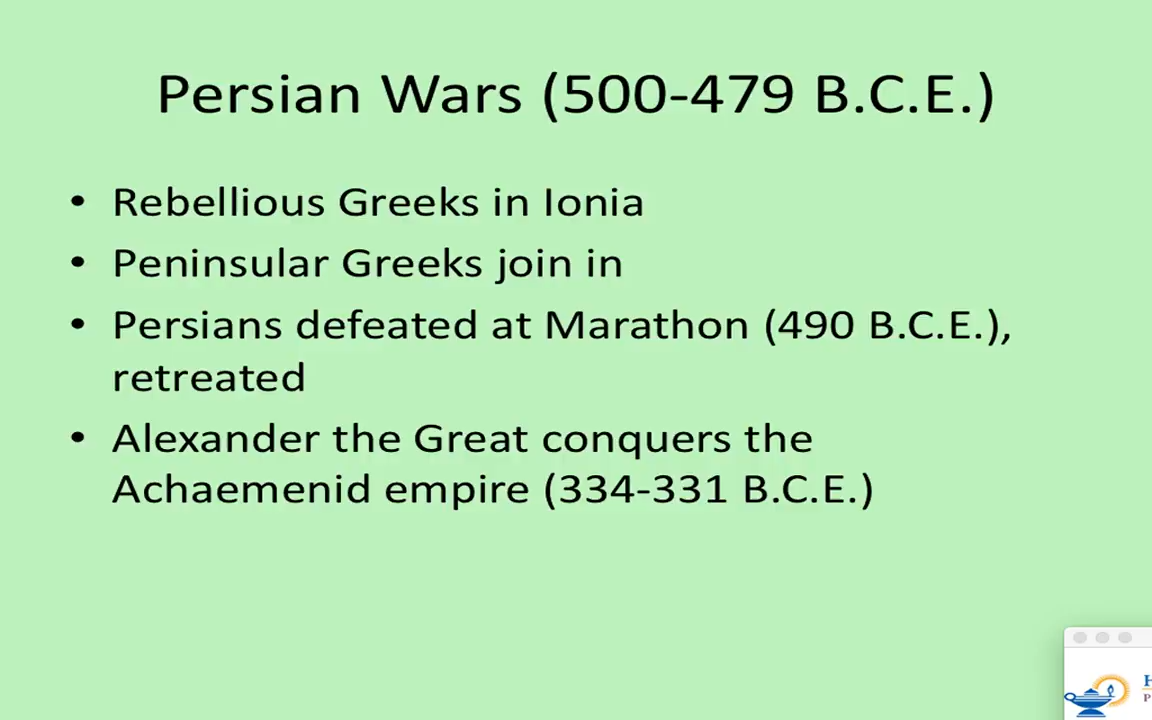 Persian Wars (500-479 B.C.E.)
• Rebellious Greeks in Ionia
• Peninsular Greeks join in
• Persians defeated at Marathon (490 B.C.E.),
retreated
• Alexander the Great conquers the
Achaemenid empire (334-331 B.C.E.)
H
P